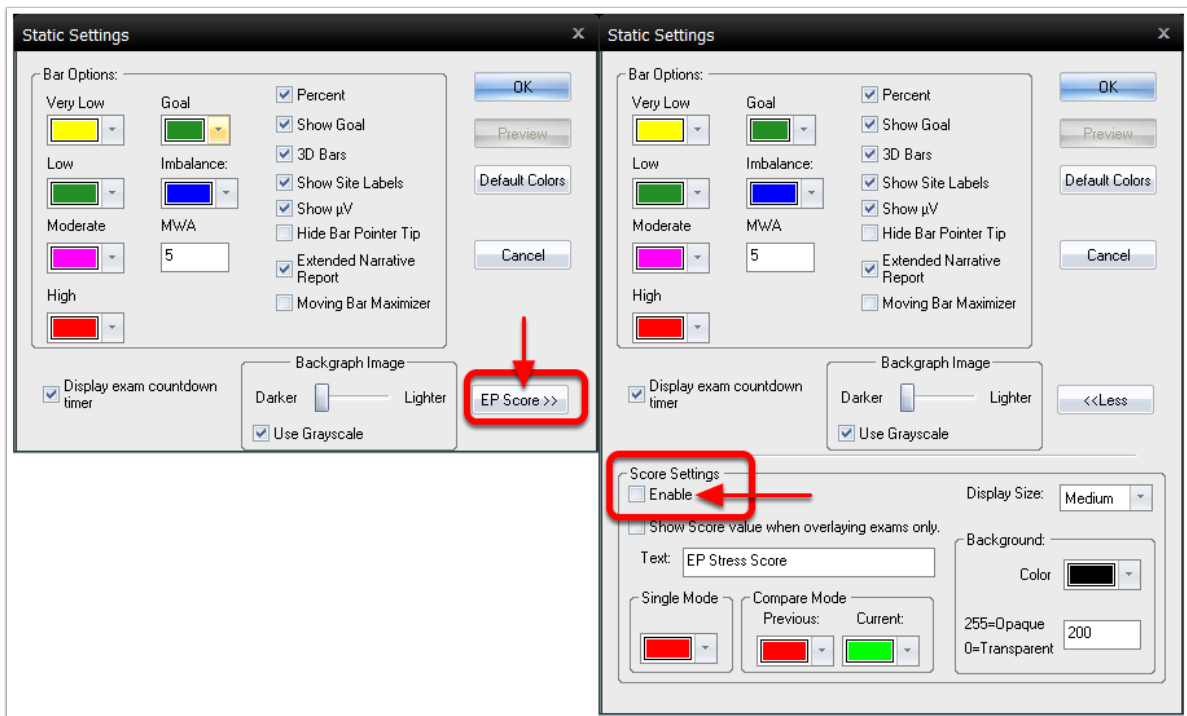 Static Settings x
Bar Options:
Very Low Goal
Low Imbalance:
Moderate MWA
5
High
Percent
Show Goal
3D Bars
Show Site Labels
Show µV
Hide Bar Pointer Tip
Extended Narrative
Report
Moving Bar Maximizer
OK
Preview
Default Colors
Cancel
Display exam countdown
timer
Backgraph Image
Darker Lighter
Use Grayscale
EP Score >>
Static Settings x
Bar Options:
Very Low Goal
Low Imbalance:
Moderate MWA
5
High
Percent
Show Goal
3D Bars
Show Site Labels
Show µV
Hide Bar Pointer Tip
Extended Narrative
Report
Moving Bar Maximizer
OK
Preview
Default Colors
Cancel
Display exam countdown
timer
Backgraph Image
Darker Lighter
Use Grayscale
<<Less
Score Settings
Enable
Display Size: Medium
Show Score value when overlaying exams only.
Text: EP Stress Score
Single Mode
Compare Mode
Previous: Current:
Background:
Color
255=Opaque
0=Transparent
200